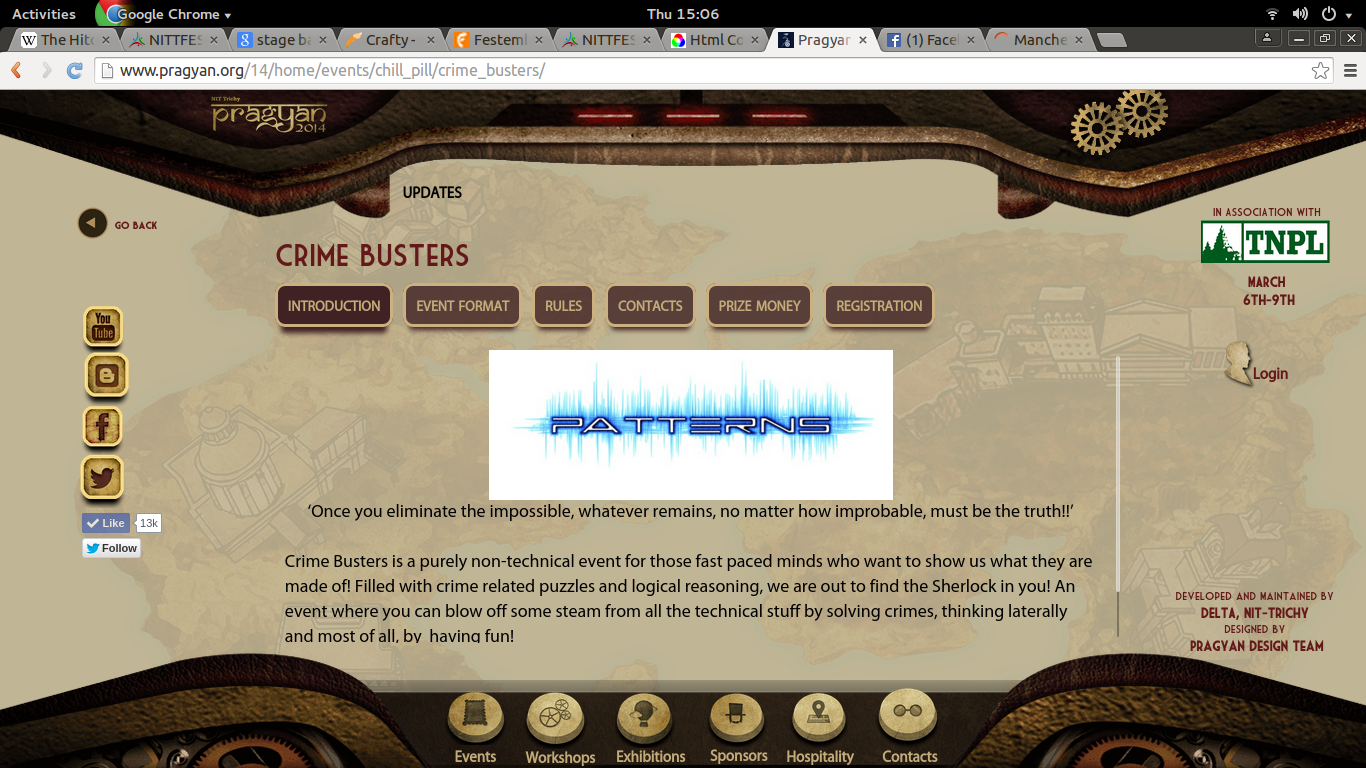 Activities Google Chrome Thu 15:06
The Hitc NITTFES stage ba Crafty - Festeml NITTFES Html Co Pragyan (1) Facel Manche
www.pragyan.org/14/home/events/chill_pill/crime_busters/
NIT Trichy
pragyan
2014
UPDATES
GO BACK
IN ASSOCIATION WITH
TNPL
MARCH
6TH-9TH
CRIME BUSTERS
INTRODUCTION EVENT FORMAT RULES CONTACTS PRIZE MONEY REGISTRATION
You
Tube
Login
PATTERNS
‘Once you eliminate the impossible, whatever remains, no matter how improbable, must be the truth!!’
Like 13k
Follow
Crime Busters is a purely non-technical event for those fast paced minds who want to show us what they are
made of! Filled with crime related puzzles and logical reasoning, we are out to find the Sherlock in you! An
event where you can blow off some steam from all the technical stuff by solving crimes, thinking laterally
and most of all, by having fun!
DEVELOPED AND MAINTAINED BY
DELTA, NIT-TRICHY
DESIGNED BY
PRAGYAN DESIGN TEAM
Events Workshops Exhibitions Sponsors Hospitality Contacts